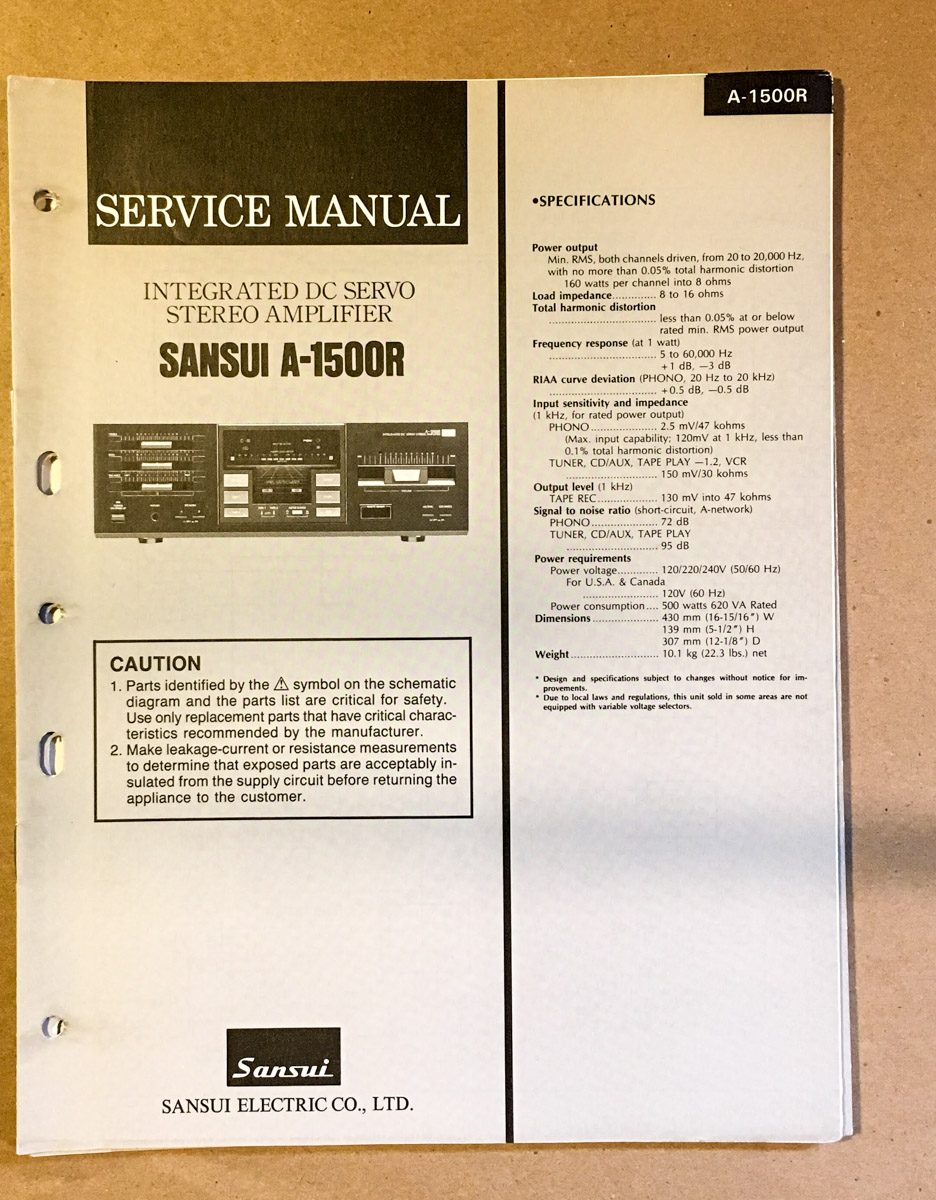 SERVICE MANUAL
INTEGRATED DC SERVO
STEREO AMPLIFIER
SANSUI A-1500R
CAUTION
1. Parts identified by the ⚠ symbol on the schematic
diagram and the parts list are critical for safety.
Use only replacement parts that have critical charac-
teristics recommended by the manufacturer.
2. Make leakage-current or resistance measurements
to determine that exposed parts are acceptably in-
sulated from the supply circuit before returning the
appliance to the customer.
Sansui
SANSUI ELECTRIC CO., LTD.
A-1500R
•SPECIFICATIONS
Power output
Min. RMS, both channels driven, from 20 to 20,000 Hz,
with no more than 0.05% total harmonic distortion
160 watts per channel into 8 ohms
Load impedance............. 8 to 16 ohms
Total harmonic distortion
................................ less than 0.05% at or below
rated min. RMS power output
Frequency response (at 1 watt)
................................ 5 to 60,000 Hz
+1 dB, −3 dB
RIAA curve deviation (PHONO, 20 Hz to 20 kHz)
................................ +0.5 dB, −0.5 dB
Input sensitivity and impedance
(1 kHz, for rated power output)
PHONO.................... 2.5 mV/47 kohms
(Max. input capability; 120mV at 1 kHz, less than
0.1% total harmonic distortion)
TUNER, CD/AUX, TAPE PLAY −1.2, VCR
........................... 150 mV/30 kohms
Output level (1 kHz)
TAPE REC.................. 130 mV into 47 kohms
Signal to noise ratio (short-circuit, A-network)
PHONO.................... 72 dB
TUNER, CD/AUX, TAPE PLAY
........................... 95 dB
Power requirements
Power voltage............ 120/220/240V (50/60 Hz)
For U.S.A. & Canada
...................... 120V (60 Hz)
Power consumption.... 500 watts 620 VA Rated
Dimensions.................... 430 mm (16-15/16″) W
139 mm (5-1/2″) H
307 mm (12-1/8″) D
Weight.......................... 10.1 kg (22.3 lbs.) net
* Design and specifications subject to changes without notice for im-
provements.
* Due to local laws and regulations, this unit sold in some areas are not
equipped with variable voltage selectors.